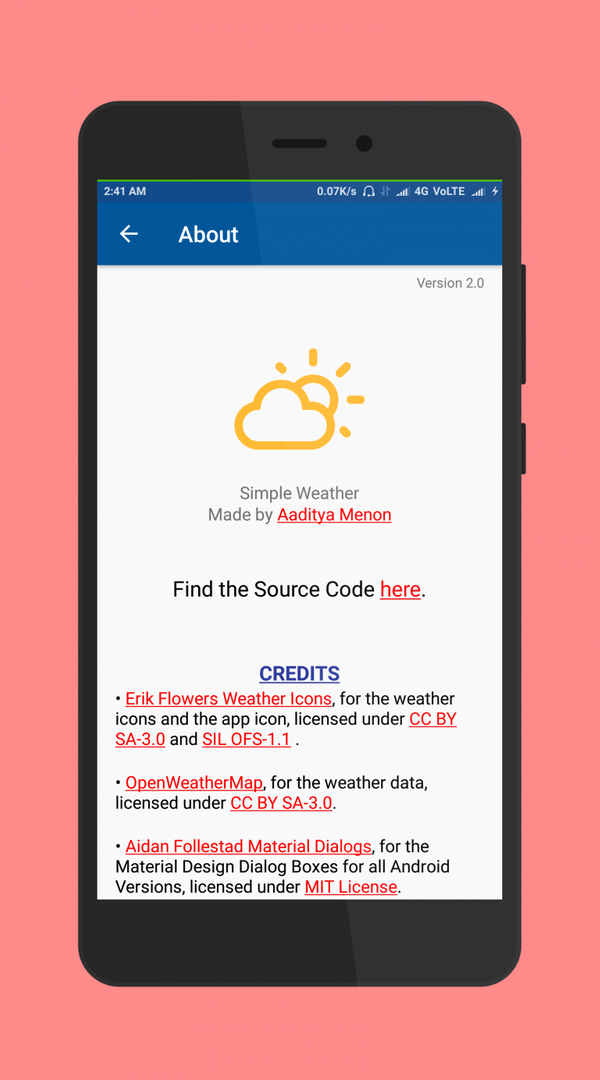 2:41 AM 0.07K/s 4G VoLTE
About
Version 2.0
Simple Weather
Made by Aaditya Menon
Find the Source Code here.
CREDITS
• Erik Flowers Weather Icons, for the weather
icons and the app icon, licensed under CC BY
SA-3.0 and SIL OFS-1.1 .
• OpenWeatherMap, for the weather data,
licensed under CC BY SA-3.0.
• Aidan Follestad Material Dialogs, for the
Material Design Dialog Boxes for all Android
Versions, licensed under MIT License.